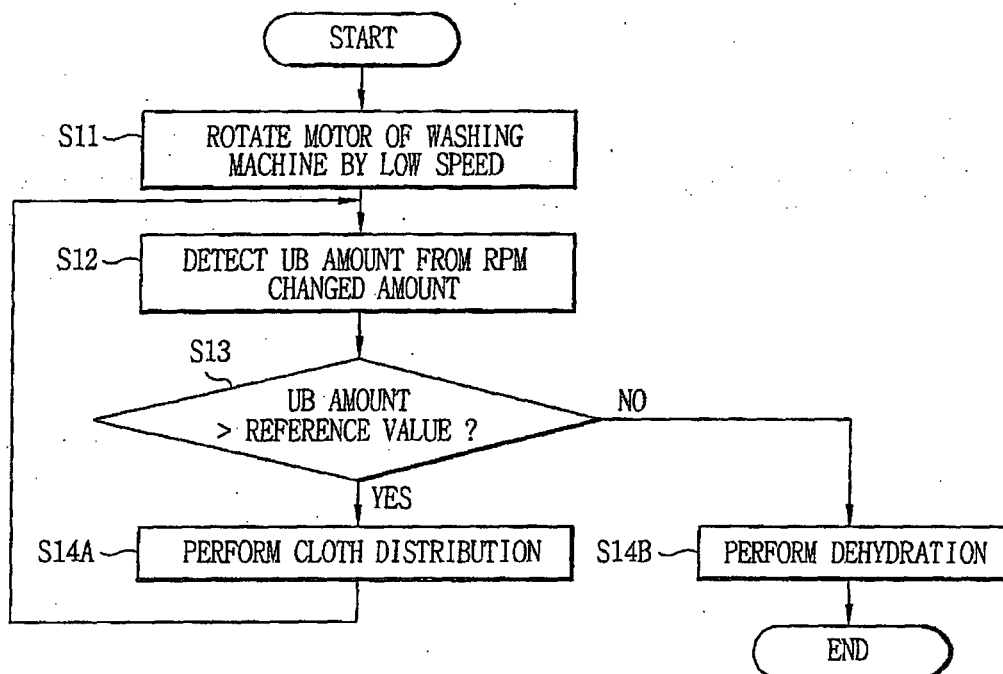 START
S11
ROTATE MOTOR OF WASHING
MACHINE BY LOW SPEED
S12
DETECT UB AMOUNT FROM RPM
CHANGED AMOUNT
S13
UB AMOUNT
> REFERENCE VALUE ?
NO
YES
S14A
PERFORM CLOTH DISTRIBUTION
S14B
PERFORM DEHYDRATION
END